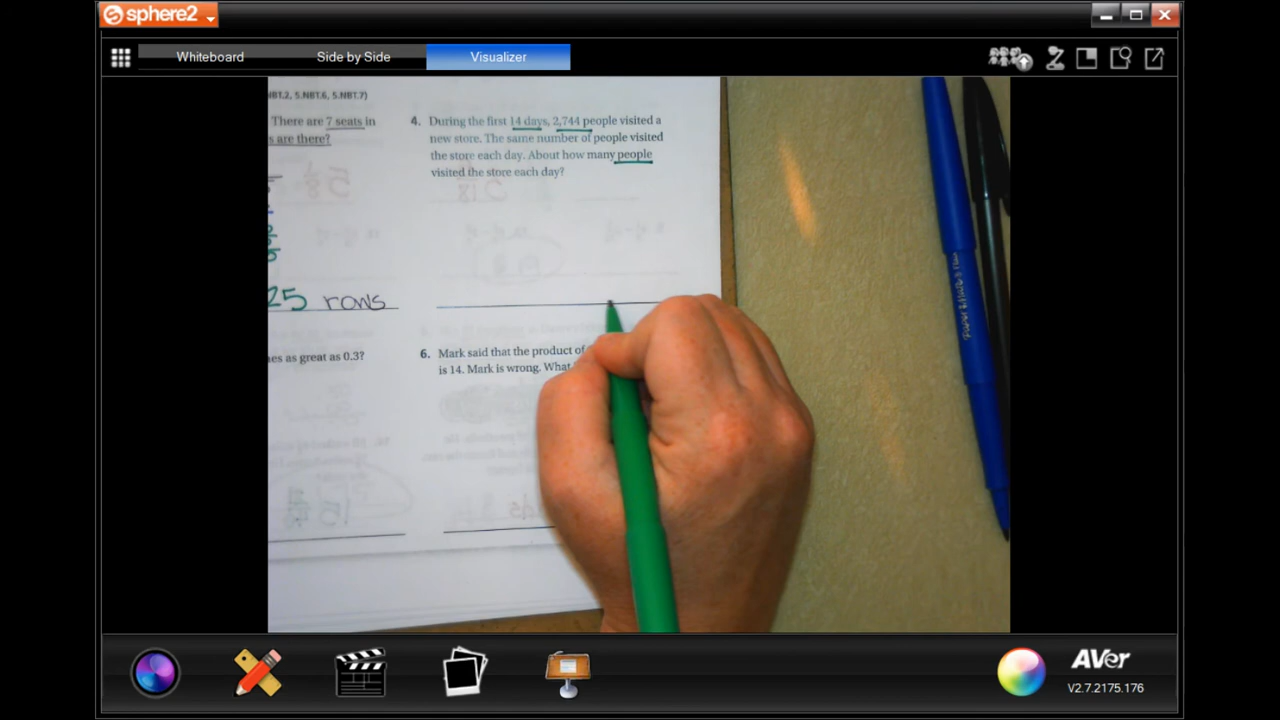 sphere2
Whiteboard
Side by Side
Visualizer
NBT.2, 5.NBT.6, 5.NBT.7)
There are 7 seats in
s are there?
25 rows
nes as great as 0.3?
4. During the first 14 days, 2,744 people visited a
new store. The same number of people visited
the store each day. About how many people
visited the store each day?
6. Mark said that the product of
is 14. Mark is wrong. What
AVer
V2.7.2175.176